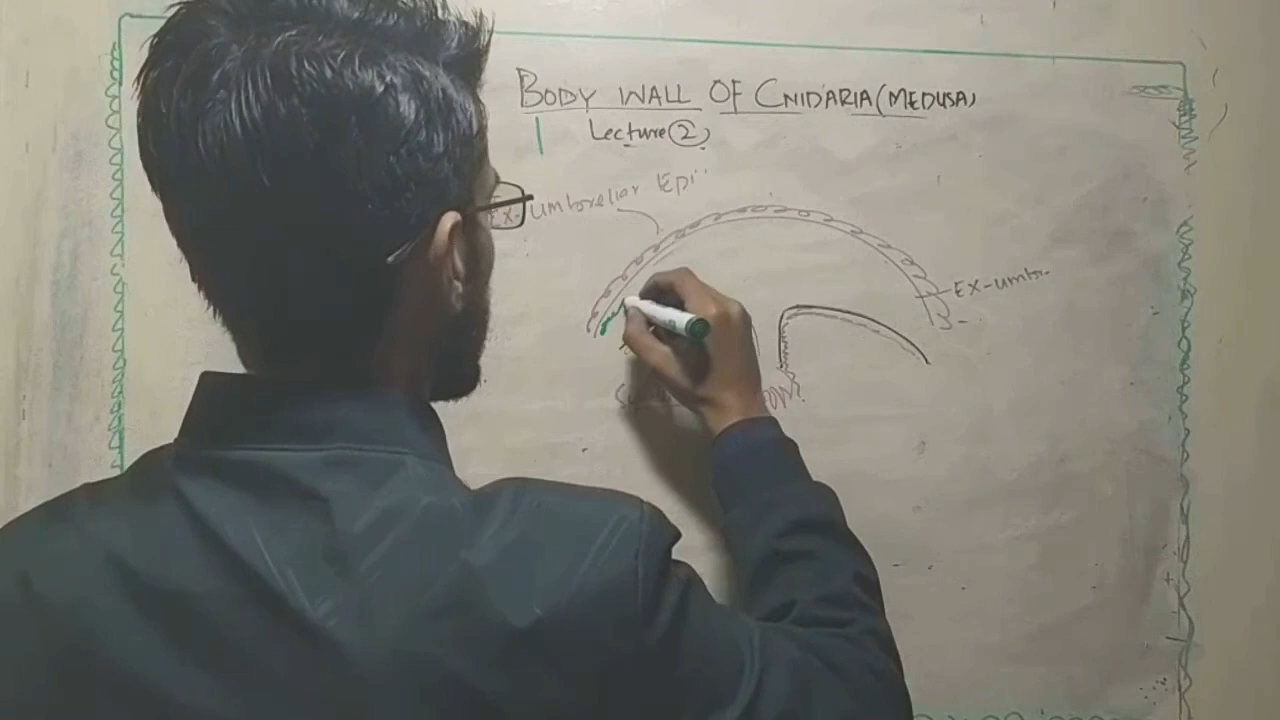 BODY WALL OF CNIDARIA (MEDUSA)
Lecture ②
Ex-umbrellar Epi"
Ex-umbr.